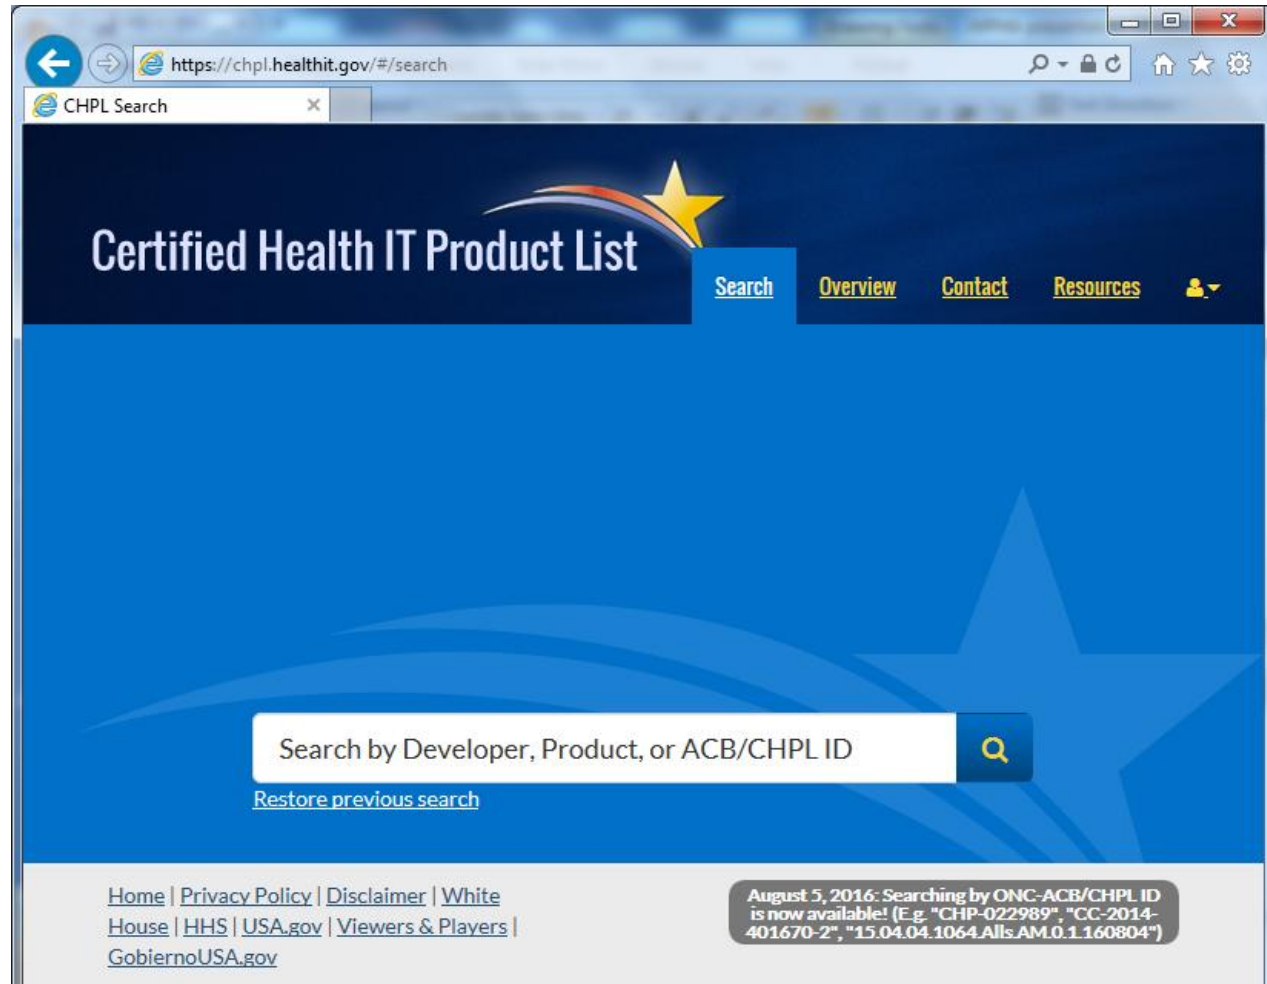 https://chpl.healthit.gov/#/search
CHPL Search
Certified Health IT Product List
Search Overview Contact Resources
Search by Developer, Product, or ACB/CHPL ID
Restore previous search
Home | Privacy Policy | Disclaimer | White
House | HHS | USA.gov | Viewers & Players |
GobiernoUSA.gov
August 5, 2016: Searching by ONC-ACB/CHPL ID
is now available! (E.g. "CHP-022989", "CC-2014-
401670-2", "15.04.04.1064.Alls.AM.0.1.160804")